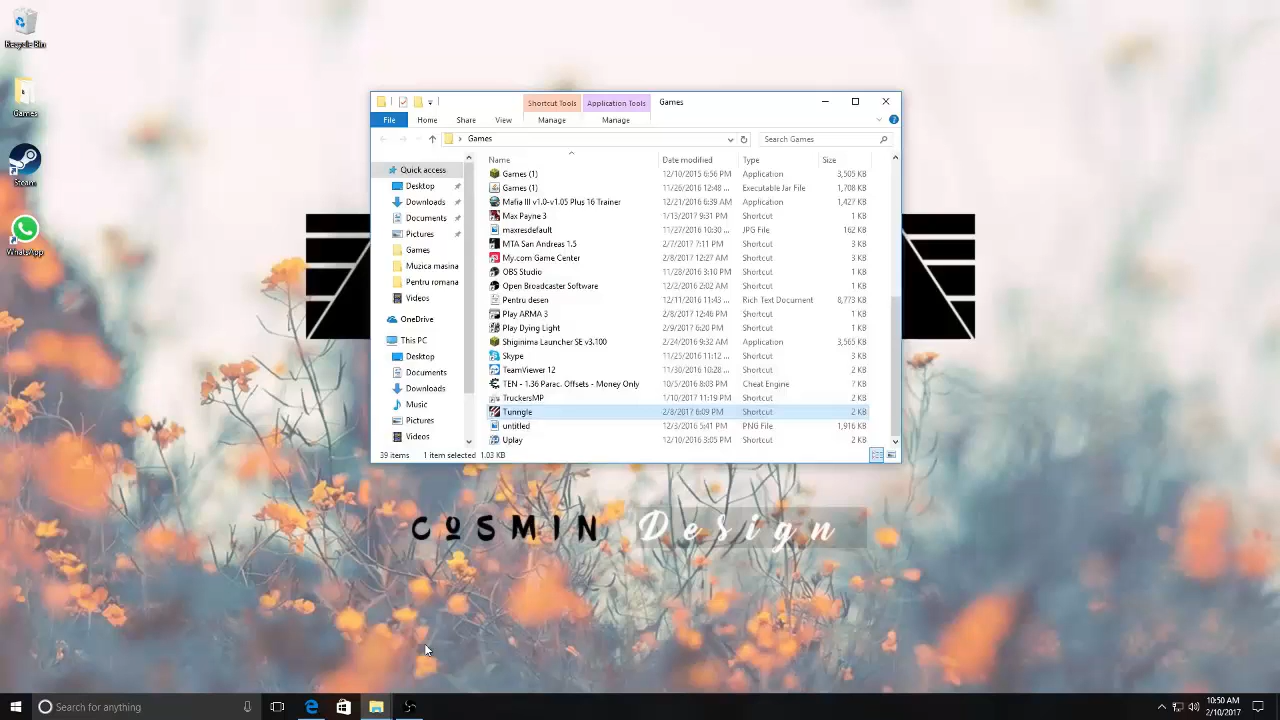 Recycle Bin
Games
Steam
WhatsApp
Shortcut Tools Application Tools Games
File Home Share View Manage Manage
Games Search Games
Quick access
Desktop
Downloads
Documents
Pictures
Games
Muzica masina
Pentru romana
Videos
OneDrive
This PC
Desktop
Documents
Downloads
Music
Pictures
Videos
Name Date modified Type Size
Games (1) 12/10/2015 6:56 PM Application 3,505 KB
Games (1) 11/26/2016 12:48 ... Executable Jar File 1,708 KB
Mafia III v1.0-v1.05 Plus 16 Trainer 12/21/2016 6:39 AM Application 1,427 KB
Max Payne 3 1/13/2017 9:31 PM Shortcut 1 KB
maxresdefault 11/27/2016 10:30 ... JPG File 162 KB
MTA San Andreas 1.5 2/7/2017 7:11 PM Shortcut 3 KB
My.com Game Center 2/8/2017 12:27 AM Shortcut 1 KB
OBS Studio 11/28/2016 3:10 PM Shortcut 1 KB
Open Broadcaster Software 12/2/2016 2:02 AM Shortcut 1 KB
Pentru desen 12/11/2016 11:43 ... Rich Text Document 8,773 KB
Play ARMA 3 2/8/2017 12:46 PM Shortcut 1 KB
Play Dying Light 2/9/2017 6:20 PM Shortcut 1 KB
Shiginima Launcher SE v3.100 2/24/2016 9:32 AM Application 3,565 KB
Skype 11/25/2016 11:12 ... Shortcut 3 KB
TeamViewer 12 11/30/2016 10:28 ... Shortcut 1 KB
TEN - 1.36 Parac. Offsets - Money Only 10/5/2016 8:03 PM Cheat Engine 7 KB
TruckersMP 1/10/2017 11:19 PM Shortcut 2 KB
Tunngle 2/8/2017 6:09 PM Shortcut 2 KB
untitled 12/3/2016 5:41 PM PNG File 1,916 KB
Uplay 12/10/2016 3:05 PM Shortcut 2 KB
39 items 1 item selected 1.03 KB
COSMIN Design
Search for anything
10:50 AM
2/10/2017